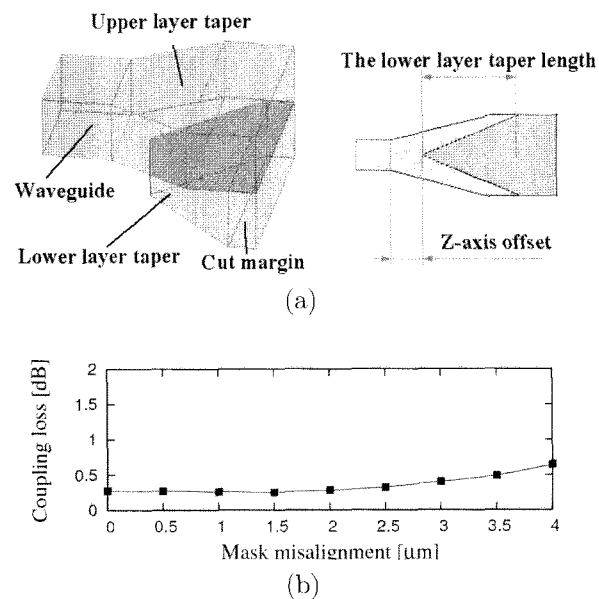 Upper layer taper
The lower layer taper length
Waveguide
Lower layer taper
Cut margin
Z-axis offset
(a)
Coupling loss [dB]
2
1.5
1
0.5
0
0 0.5 1 1.5 2 2.5 3 3.5 4
Mask misalignment [μm]
(b)